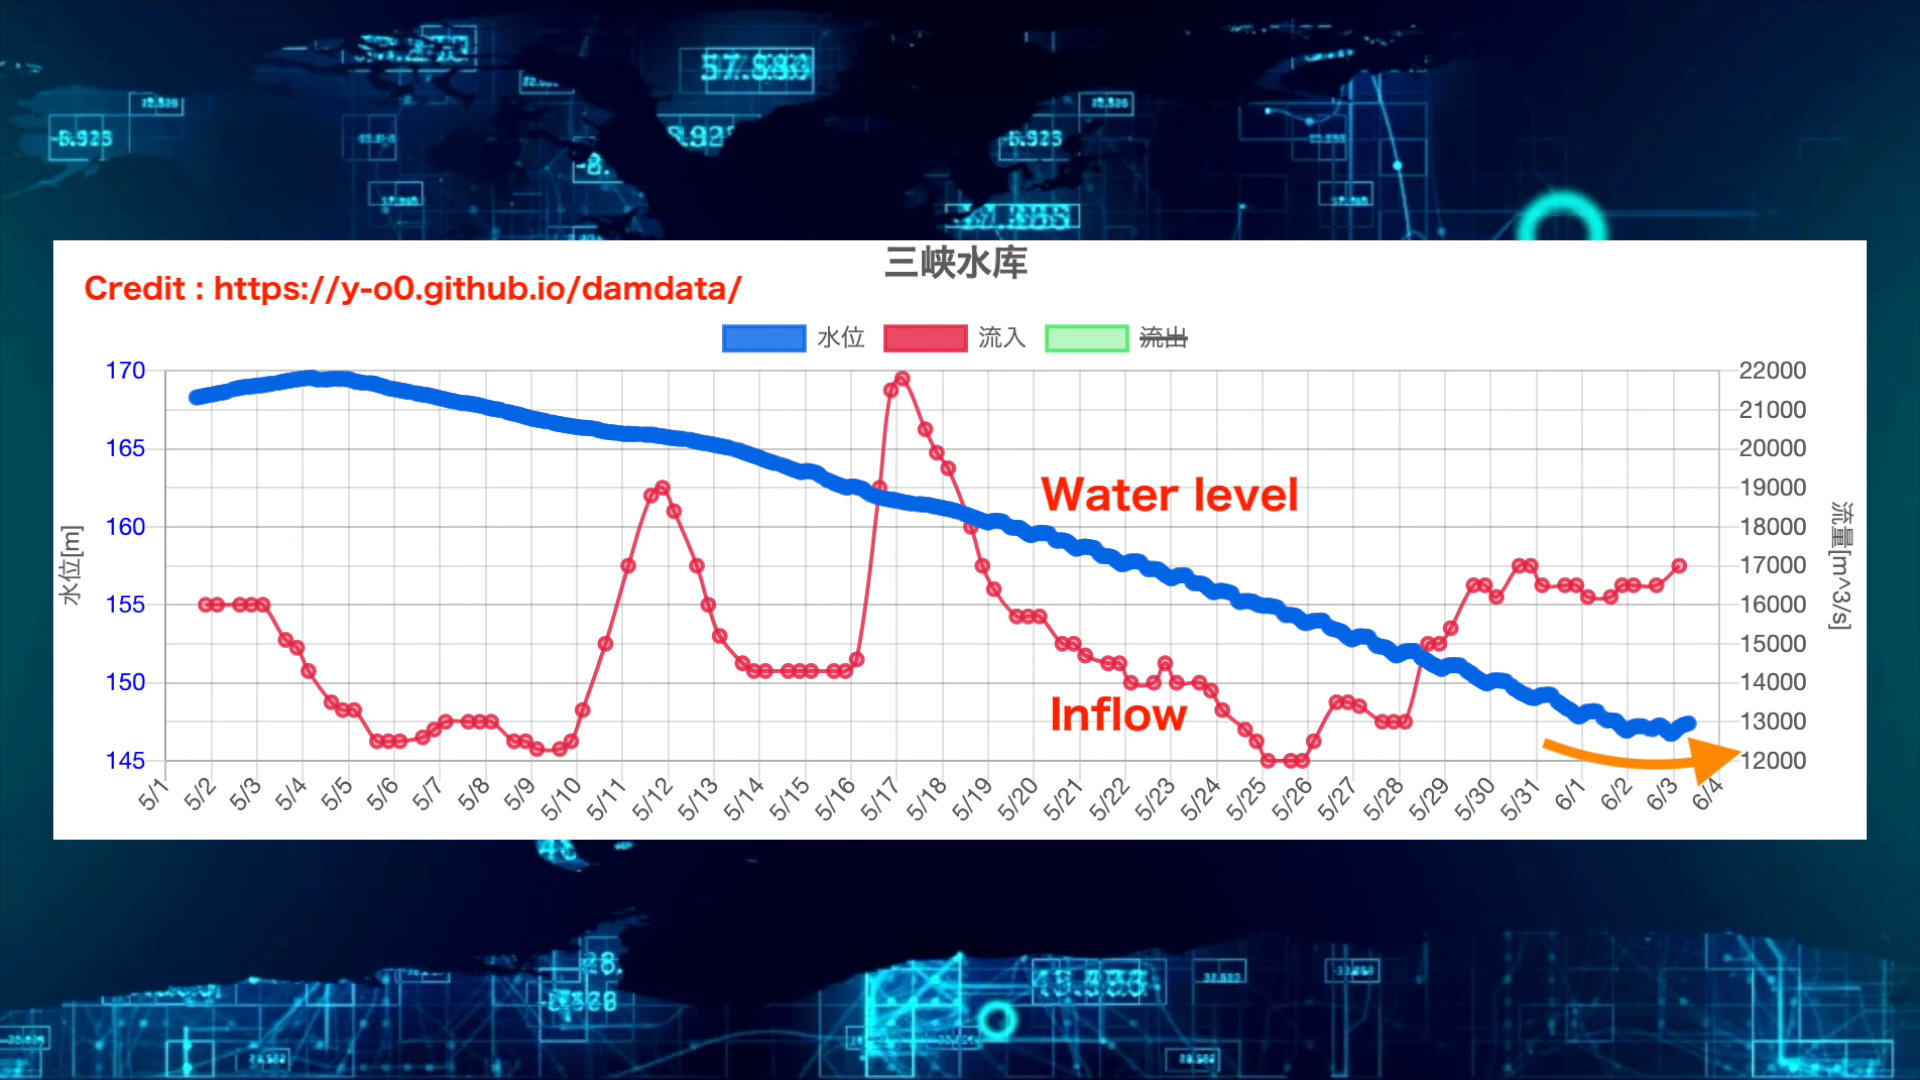 57.880
三峡水库
Credit : https://y-o0.github.io/damdata/
水位 流入 流出
170 22000
21000
165 20000
19000
160 18000
17000
155 16000
15000
150 14000
13000
145 12000
水位[m]
流量[m^3/s]
Water level
Inflow
5/1 5/2 5/3 5/4 5/5 5/6 5/7 5/8 5/9 5/10 5/11 5/12 5/13 5/14 5/15 5/16 5/17 5/18 5/19 5/20 5/21 5/22 5/23 5/24 5/25 5/26 5/27 5/28 5/29 5/30 5/31 6/1 6/2 6/3 6/4